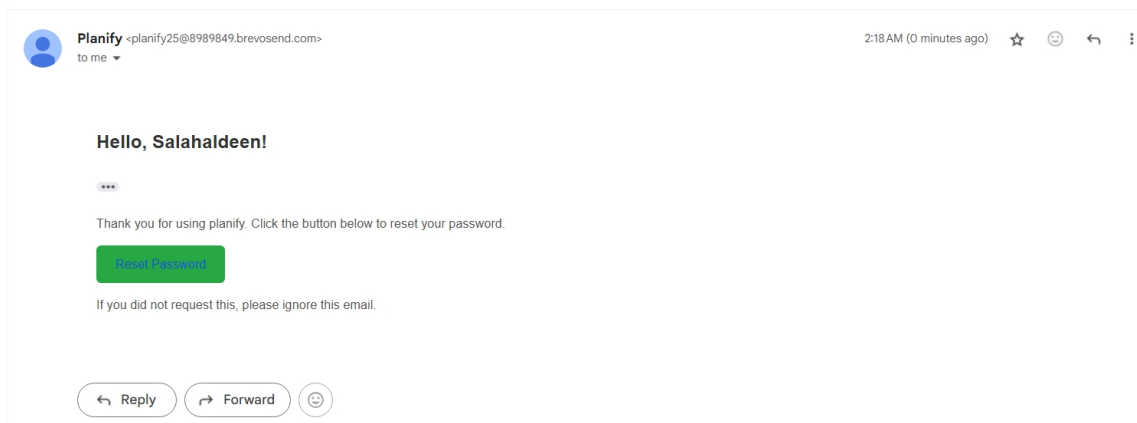 Planify <planify25@8989849.brevosend.com>
2:18 AM (0 minutes ago)
to me
Hello, Salahaldeen!
Thank you for using planify. Click the button below to reset your password.
Reset Password
If you did not request this, please ignore this email.
Reply
Forward